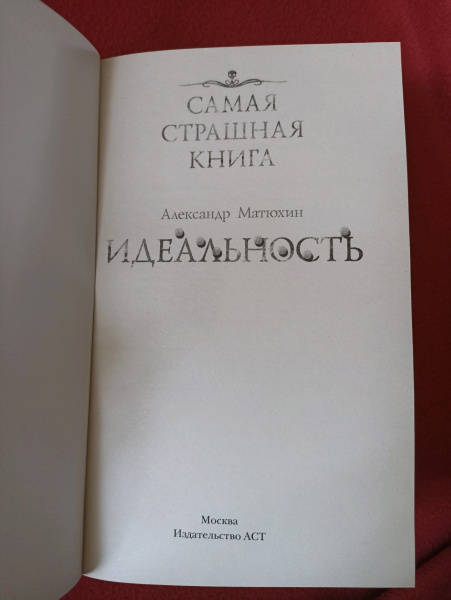 САМАЯ
СТРАШНАЯ
КНИГА
Александр Матюхин
ИДЕАЛЬНОСТЬ
Москва
Издательство АСТ